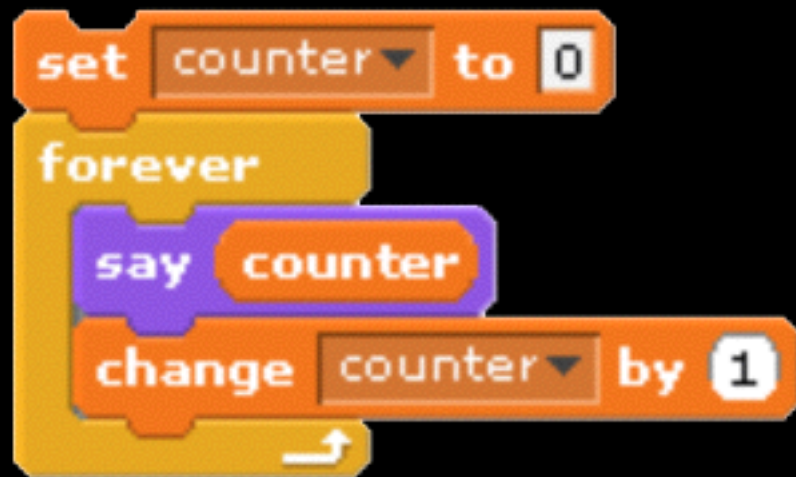 set counter to 0
forever
say counter
change counter by 1